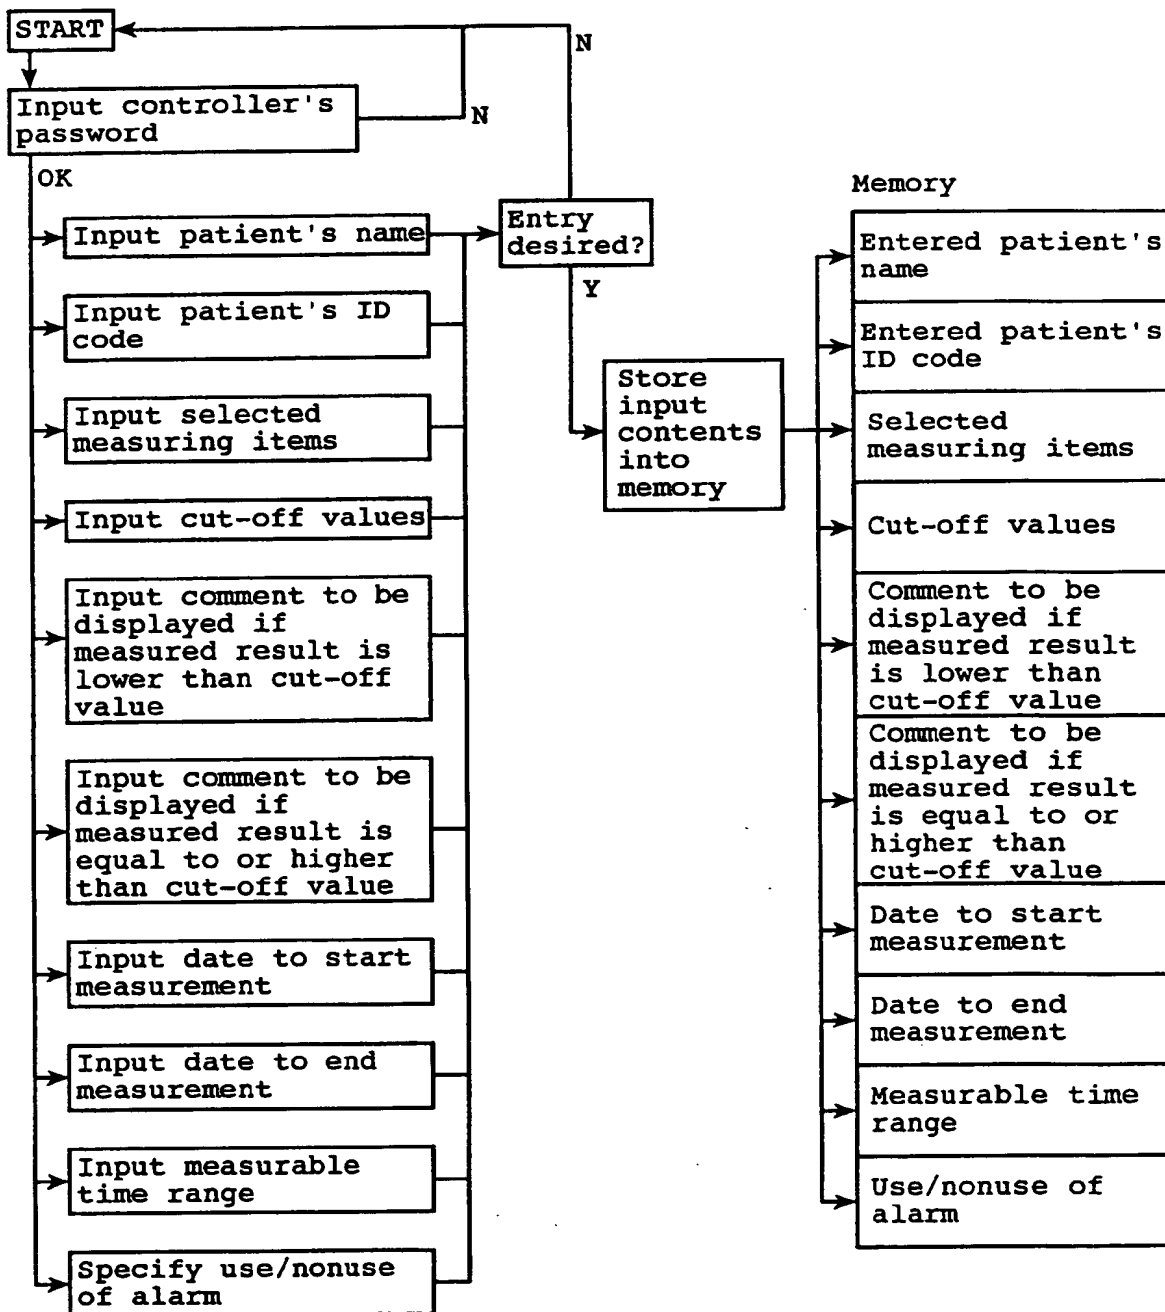 START
N
Input controller's
password
N
OK
Input patient's name
Input patient's ID
code
Input selected
measuring items
Input cut-off values
Input comment to be
displayed if
measured result is
lower than cut-off
value
Input comment to be
displayed if
measured result is
equal to or higher
than cut-off value
Input date to start
measurement
Input date to end
measurement
Input measurable
time range
Specify use/nonuse
of alarm
Entry
desired?
Y
Store
input
contents
into
memory
Memory
Entered patient's
name
Entered patient's
ID code
Selected
measuring items
Cut-off values
Comment to be
displayed if
measured result
is lower than
cut-off value
Comment to be
displayed if
measured result
is equal to or
higher than
cut-off value
Date to start
measurement
Date to end
measurement
Measurable time
range
Use/nonuse of
alarm